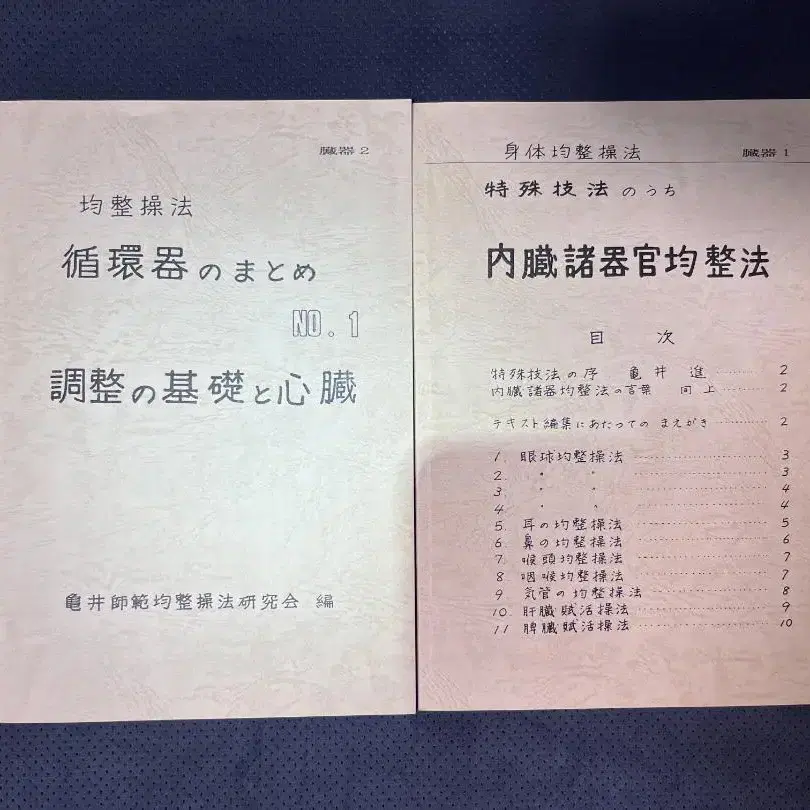 臓器2
均整操法
循環器のまとめ
NO.1
調整の基礎と心臓
亀井師範均整操法研究会 編
身体均整操法 臓器1
特殊技法のうち
内臓諸器官均整法
目 次
特殊技法の序 亀井 進 ……… 2
内臓諸器均整法の言葉 同上 ……… 2
テキスト編集にあたっての まえがき ……… 2
1. 眼球均整操法 ……… 3
2. 〃 〃 ……… 3
3. 〃 〃 ……… 4
4. 〃 〃 ……… 4
5. 耳の均整操法 ……… 5
6. 鼻の均整操法 ……… 6
7. 喉頭均整操法 ……… 7
8. 咽喉均整操法 ……… 7
9. 気管の均整操法 ……… 8
10. 肝臓賦活操法 ……… 9
11 脾臓賦活操法 ……… 10